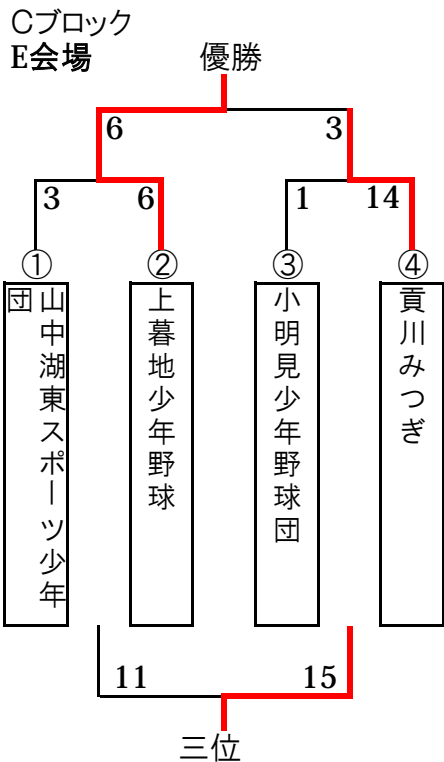 Cブロック
E会場
優勝
6 3
3 6 1 14
① ② ③ ④
山中湖東スポーツ少年団
上暮地少年野球
小明見少年野球団
貢川みつぎ
11 15
三位